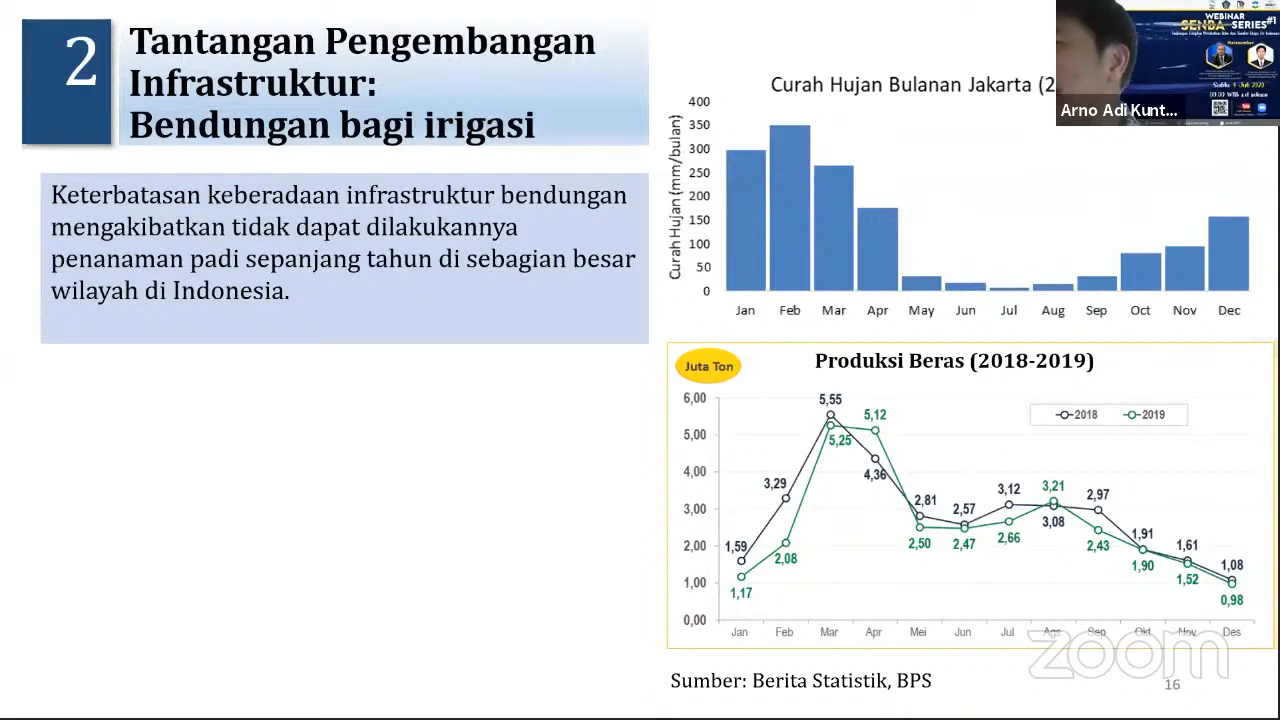 2
Tantangan Pengembangan
Infrastruktur:
Bendungan bagi irigasi
Keterbatasan keberadaan infrastruktur bendungan
mengakibatkan tidak dapat dilakukannya
penanaman padi sepanjang tahun di sebagian besar
wilayah di Indonesia.
Curah Hujan Bulanan Jakarta (2
Curah Hujan (mm/bulan)
400
350
300
250
200
150
100
50
0
Jan Feb Mar Apr May Jun Jul Aug Sep Oct Nov Dec
WEBINAR
SENBA SERIES #1
Arno Adi Kunt...
Juta Ton
Produksi Beras (2018-2019)
2018 2019
6,00
5,00
4,00
3,00
2,00
1,00
0,00
1,59 3,29 5,55 4,36 2,81 2,57 3,12 3,08 2,97 1,91 1,61 1,08
1,17 2,08 5,25 5,12 2,50 2,47 2,66 3,21 2,43 1,90 1,52 0,98
Jan Feb Mar Apr Mei Jun Jul Ags Sep Okt Nov Des
zoom
Sumber: Berita Statistik, BPS
16